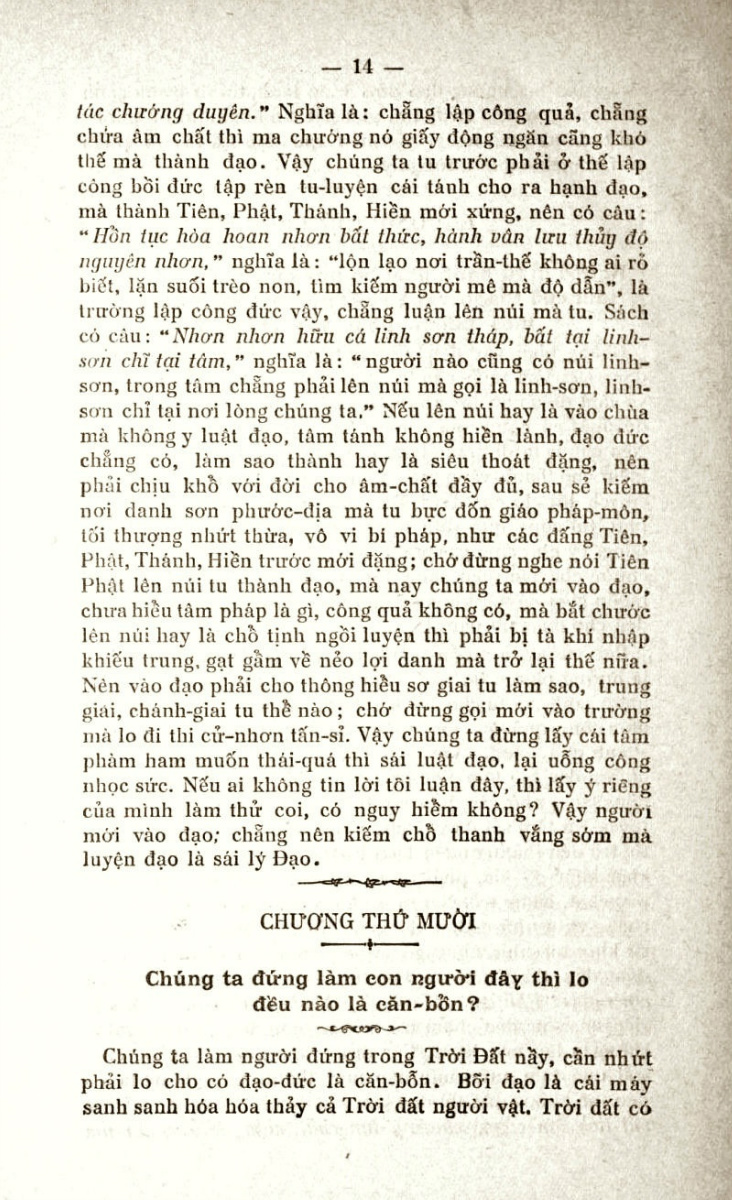 — 14 —
tác chướng duyên." Nghĩa là: chẳng lập công quả, chẳng
chứa âm chất thì ma chướng nó giấy động ngăn cẳng khó
thế mà thành đạo. Vậy chúng ta tu trước phải ở thế lập
công bồi đức tập rèn tu-luyện cái tánh cho ra hạnh đạo,
mà thành Tiên, Phật, Thánh, Hiền mới xứng, nên có câu:
"Hồn tục hòa hoan nhơn bất thức, hành vân lưu thủy độ
nguyên nhơn," nghĩa là: "lộn lạo nơi trần-thế không ai rỏ
biết, lặn suối trèo non, tìm kiếm người mê mà độ dẫn", là
trường lập công đức vậy, chẳng luận lên núi mà tu. Sách
có câu: "Nhơn nhơn hữu cá linh sơn tháp, bất tại linh-
sơn chĩ tại tâm," nghĩa là: "người nào cũng có núi linh-
sơn, trong tâm chẳng phải lên núi mà gọi là linh-sơn, linh-
sơn chỉ tại nơi lòng chúng ta." Nếu lên núi hay là vào chùa
mà không y luật đạo, tâm tánh không hiền lành, đạo đức
chẳng có, làm sao thành hay là siêu thoát đặng, nên
phải chịu khổ với đời cho âm-chất đầy đủ, sau sẻ kiếm
nơi danh sơn phước-địa mà tu bực đốn giáo pháp-môn,
tối thượng nhứt thừa, vô vi bí pháp, như các đấng Tiên,
Phật, Thánh, Hiền trước mới đặng; chớ đừng nghe nói Tiên
Phật lên núi tu thành đạo, mà nay chúng ta mới vào đạo,
chưa hiểu tâm pháp là gì, công quả không có, mà bắt chước
lên núi hay là chổ tịnh ngồi luyện thì phải bị tà khí nhập
khiếu trung, gạt gẫm về nẻo lợi danh mà trở lại thế nữa.
Nên vào đạo phải cho thông hiểu sơ giai tu làm sao, trung
giai, chánh-giai tu thể nào; chớ đừng gọi mới vào trường
mà lo đi thi cử-nhơn tấn-sỉ. Vậy chúng ta đừng lấy cái tâm
phàm ham muốn thái-quá thì sái luật đạo, lại uổng công
nhọc sức. Nếu ai không tin lời tôi luận đây, thì lấy ý riêng
của mình làm thử coi, có nguy hiểm không? Vậy người
mới vào đạo; chẳng nên kiếm chổ thanh vắng sớm mà
luyện đạo là sái lý Đạo.
CHƯƠNG THỨ MƯỜI
Chúng ta đứng làm con người đây thì lo
đều nào là căn-bổn?
Chúng ta làm người đứng trong Trời Đất nầy, cần nhứt
phải lo cho có đạo-đức là căn-bổn. Bỡi đạo là cái máy
sanh sanh hóa hóa thảy cả Trời đất người vật. Trời đất có